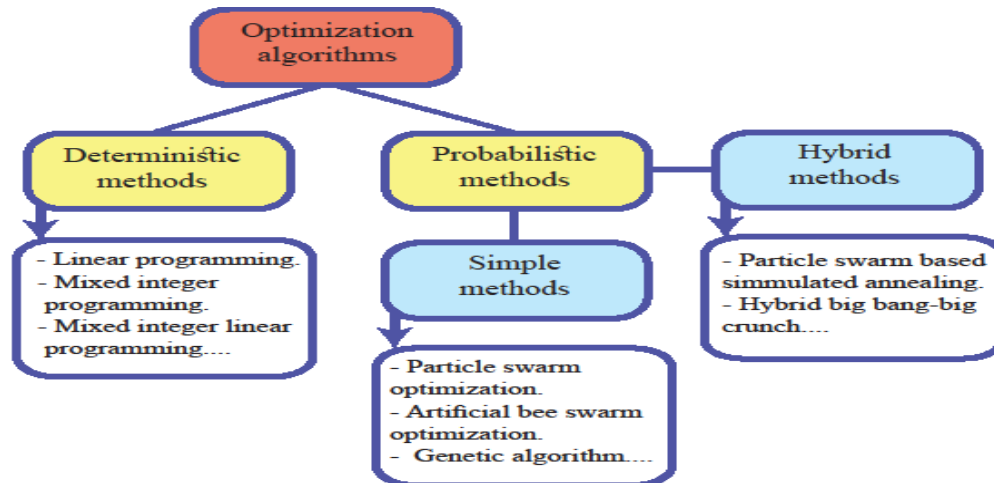 Optimization
algorithms
Deterministic
methods
Probabilistic
methods
Hybrid
methods
- Linear programming.
- Mixed integer
programming.
- Mixed integer linear
programming....
Simple
methods
- Particle swarm based
simmulated annealing.
- Hybrid big bang-big
crunch....
- Particle swarm
optimization.
- Artificial bee swarm
optimization.
- Genetic algorithm....